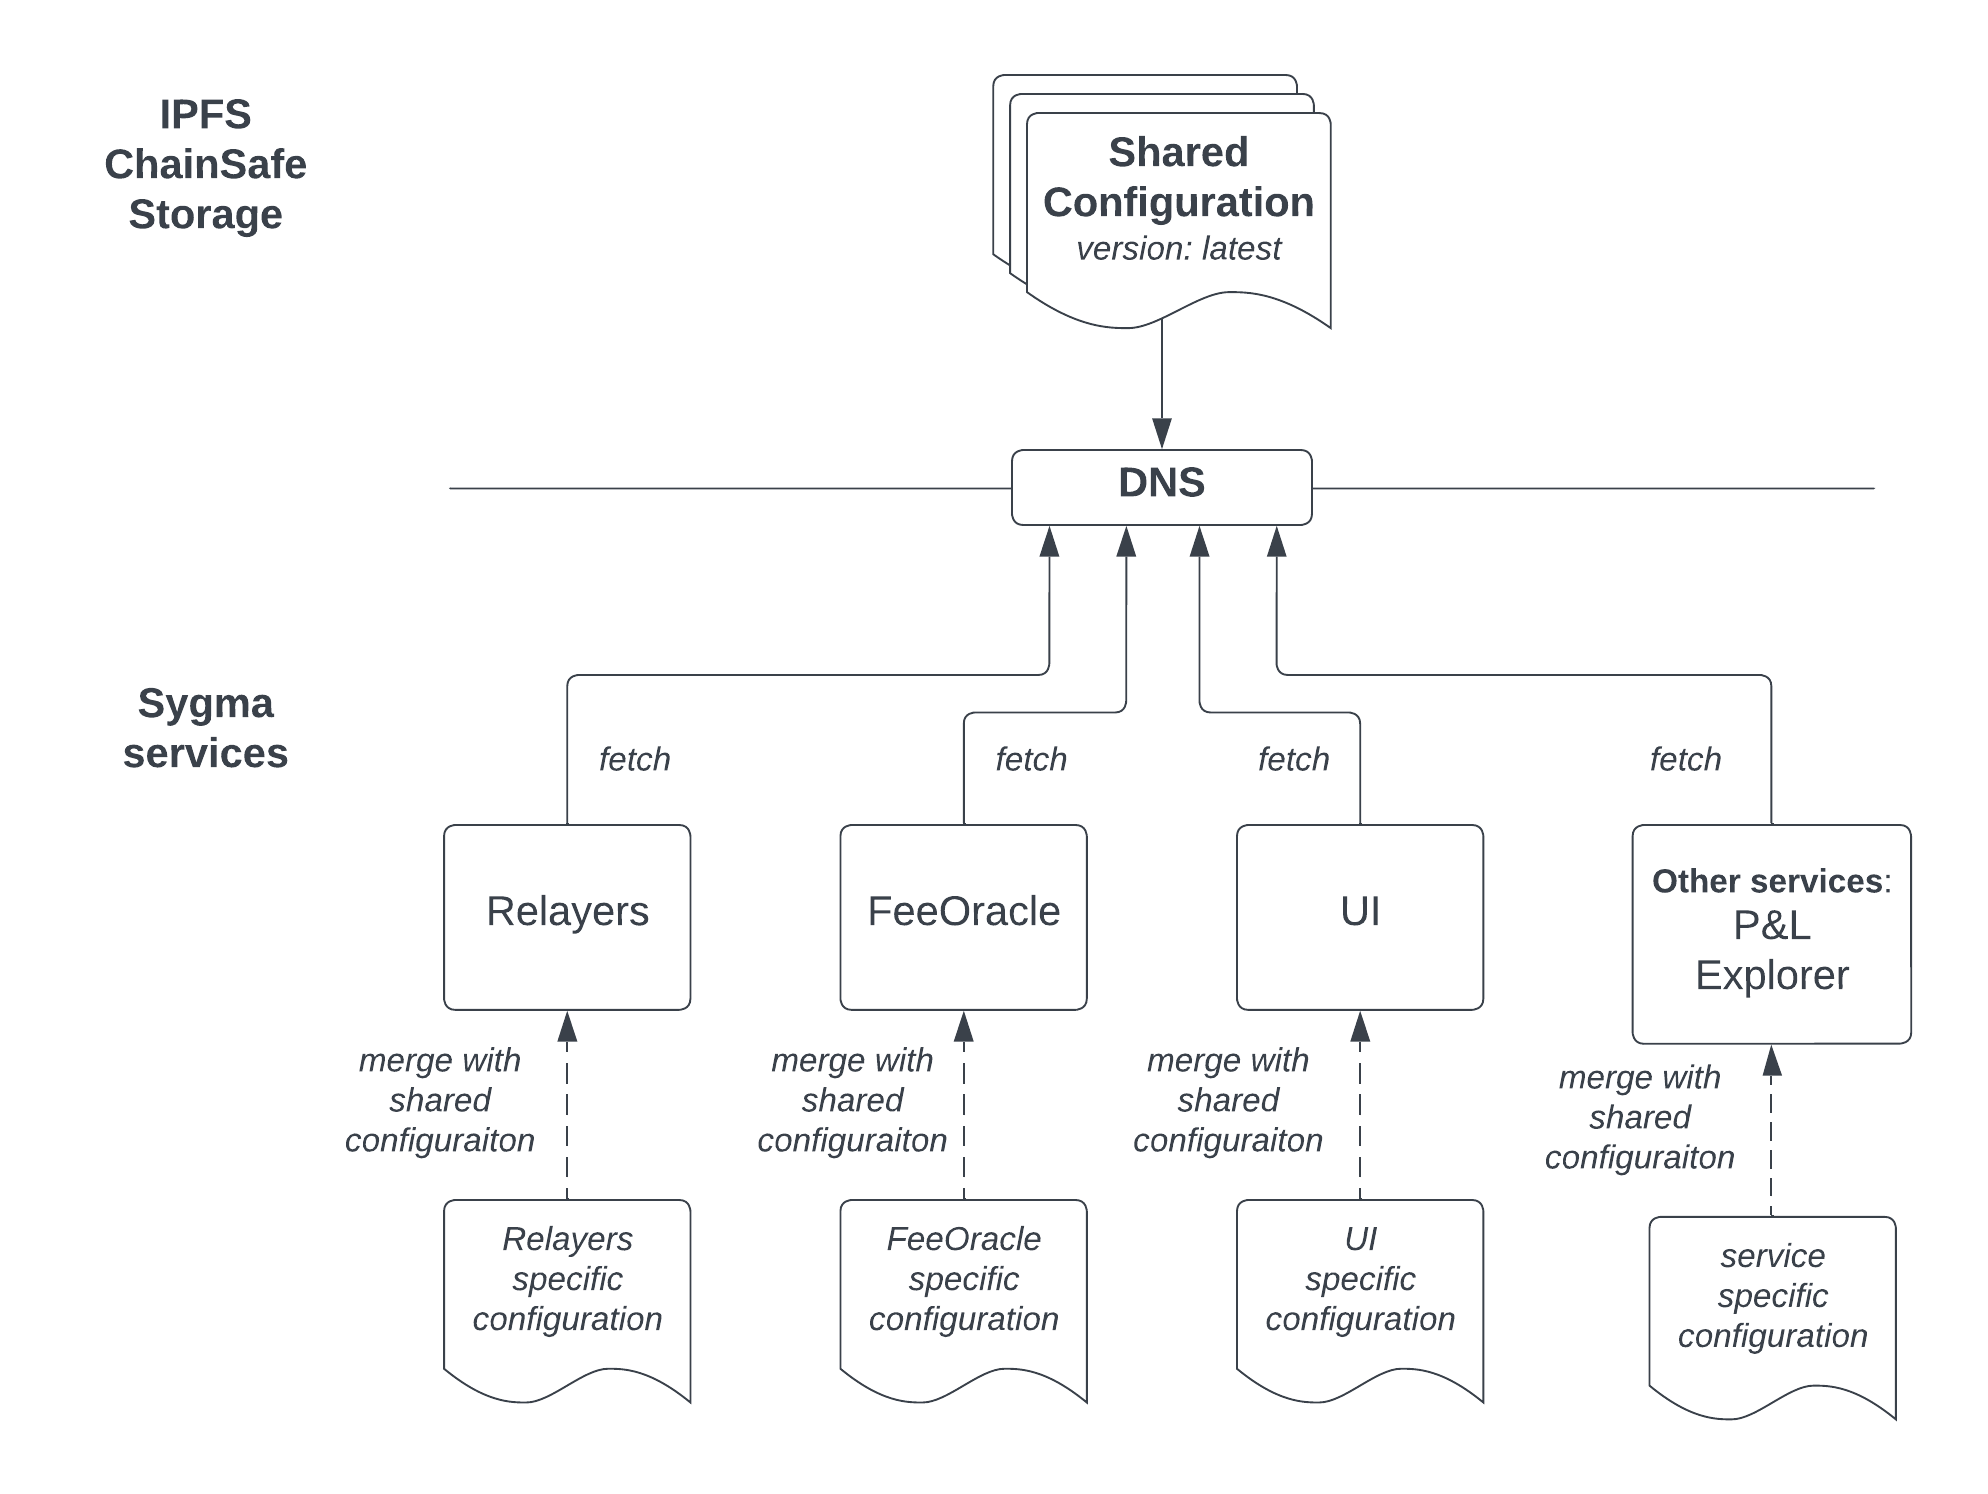 IPFS
ChainSafe
Storage
Shared
Configuration
version: latest
DNS
Sygma
services
fetch
fetch
fetch
fetch
Relayers
FeeOracle
UI
Other services:
P&L
Explorer
merge with
shared
configuraiton
merge with
shared
configuraiton
merge with
shared
configuraiton
merge with
shared
configuraiton
Relayers
specific
configuration
FeeOracle
specific
configuration
UI
specific
configuration
service
specific
configuration